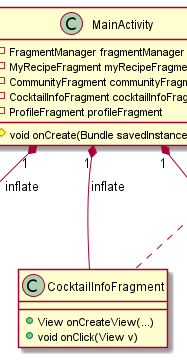 C MainActivity
FragmentManager fragmentManager
MyRecipeFragment myRecipeFragme
CommunityFragment communityFragm
CocktailInfoFragment cocktailInfoFrag
ProfileFragment profileFragment
void onCreate(Bundle savedInstance
1 1 1
inflate inflate
C CocktailInfoFragment
View onCreateView(...)
void onClick(View v)